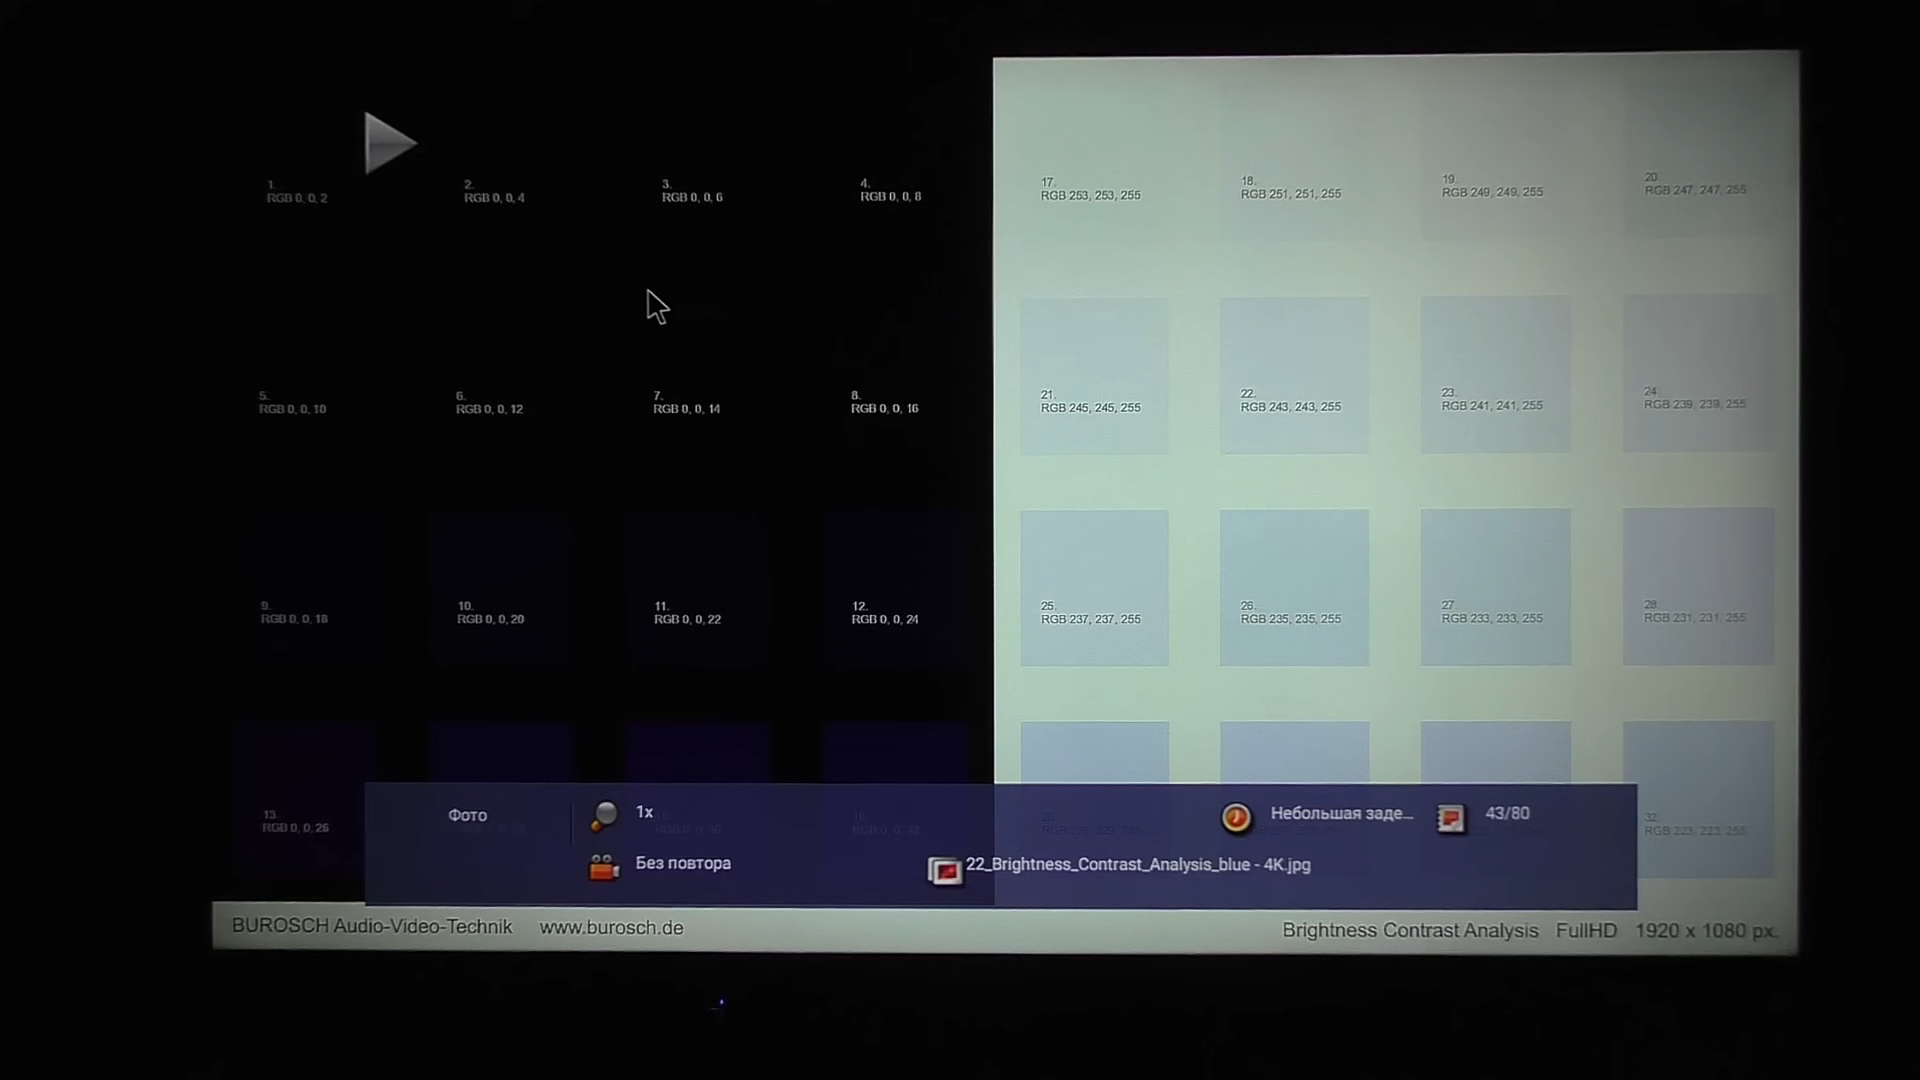 1.
RGB 0, 0, 2
2.
RGB 0, 0, 4
3.
RGB 0, 0, 6
4.
RGB 0, 0, 8
17.
RGB 253, 253, 255
18.
RGB 251, 251, 255
19.
RGB 249, 249, 255
20.
RGB 247, 247, 255
5.
RGB 0, 0, 10
6.
RGB 0, 0, 12
7.
RGB 0, 0, 14
8.
RGB 0, 0, 16
21.
RGB 245, 245, 255
22.
RGB 243, 243, 255
23.
RGB 241, 241, 255
24.
RGB 239, 239, 255
9.
RGB 0, 0, 18
10.
RGB 0, 0, 20
11.
RGB 0, 0, 22
12.
RGB 0, 0, 24
25.
RGB 237, 237, 255
26.
RGB 235, 235, 255
27.
RGB 233, 233, 255
28.
RGB 231, 231, 255
13.
RGB 0, 0, 26
32.
RGB 223, 223, 255
Фото
1x
Небольшая заде...
43/80
Без повтора
22_Brightness_Contrast_Analysis_blue - 4K.jpg
BUROSCH Audio-Video-Technik www.burosch.de
Brightness Contrast Analysis FullHD 1920 x 1080 px.